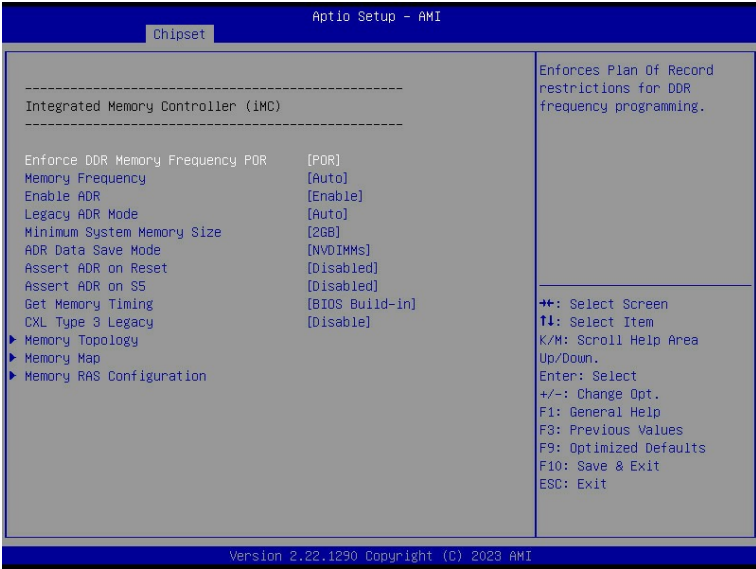 Aptio Setup – AMI
Chipset
------------------------------------------------
Integrated Memory Controller (iMC)
------------------------------------------------
Enforce DDR Memory Frequency POR [POR]
Memory Frequency [Auto]
Enable ADR [Enable]
Legacy ADR Mode [Auto]
Minimum System Memory Size [2GB]
ADR Data Save Mode [NVDIMMs]
Assert ADR on Reset [Disabled]
Assert ADR on S5 [Disabled]
Get Memory Timing [BIOS Build-in]
CXL Type 3 Legacy [Disable]
Memory Topology
Memory Map
Memory RAS Configuration
Enforces Plan Of Record
restrictions for DDR
frequency programming.
→←: Select Screen
↑↓: Select Item
K/M: Scroll Help Area
Up/Down.
Enter: Select
+/-: Change Opt.
F1: General Help
F3: Previous Values
F9: Optimized Defaults
F10: Save & Exit
ESC: Exit
Version 2.22.1290 Copyright (C) 2023 AMI